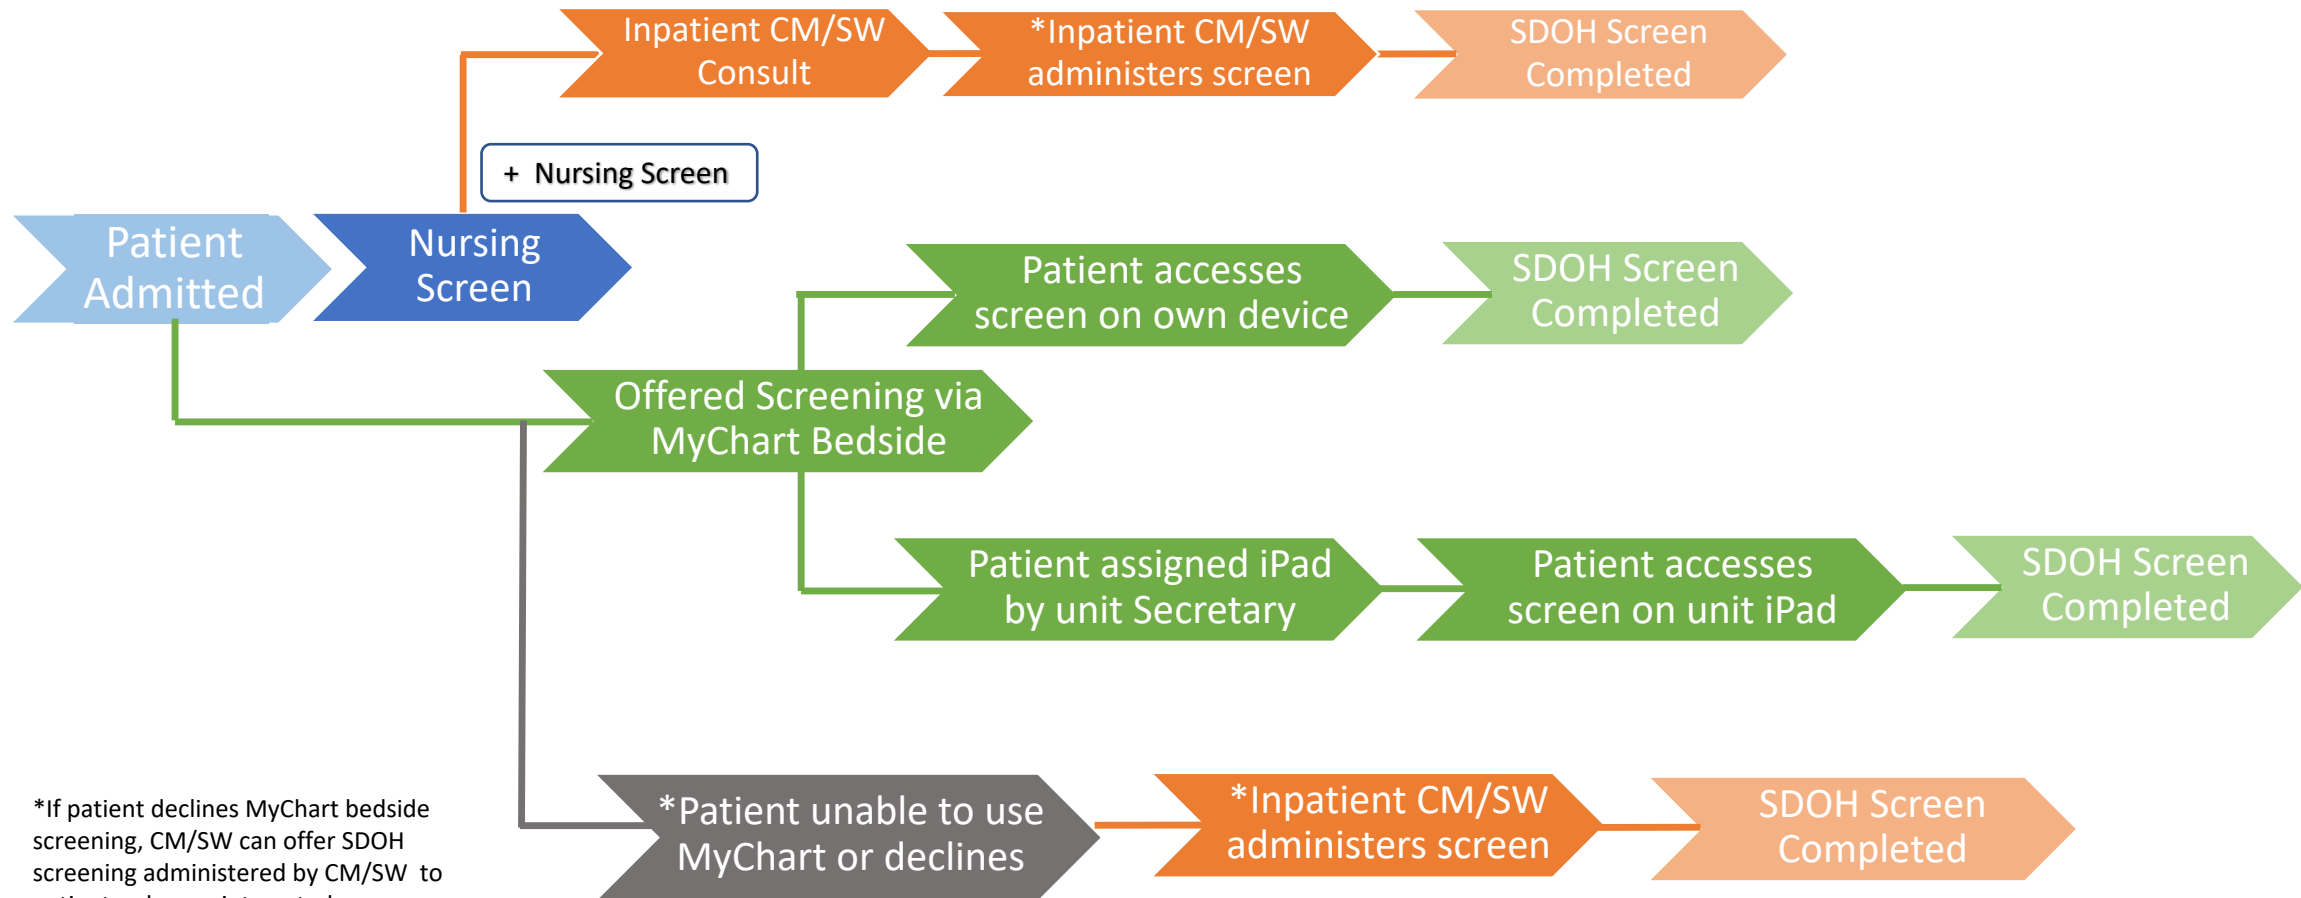 Inpatient CM/SW
Consult
*Inpatient CM/SW
administers screen
SDOH Screen
Completed
+ Nursing Screen
Patient
Admitted
Nursing
Screen
Patient accesses
screen on own device
SDOH Screen
Completed
Offered Screening via
MyChart Bedside
Patient assigned iPad
by unit Secretary
Patient accesses
screen on unit iPad
SDOH Screen
Completed
*Patient unable to use
MyChart or declines
*Inpatient CM/SW
administers screen
SDOH Screen
Completed
*If patient declines MyChart bedside
screening, CM/SW can offer SDOH
screening administered by CM/SW to